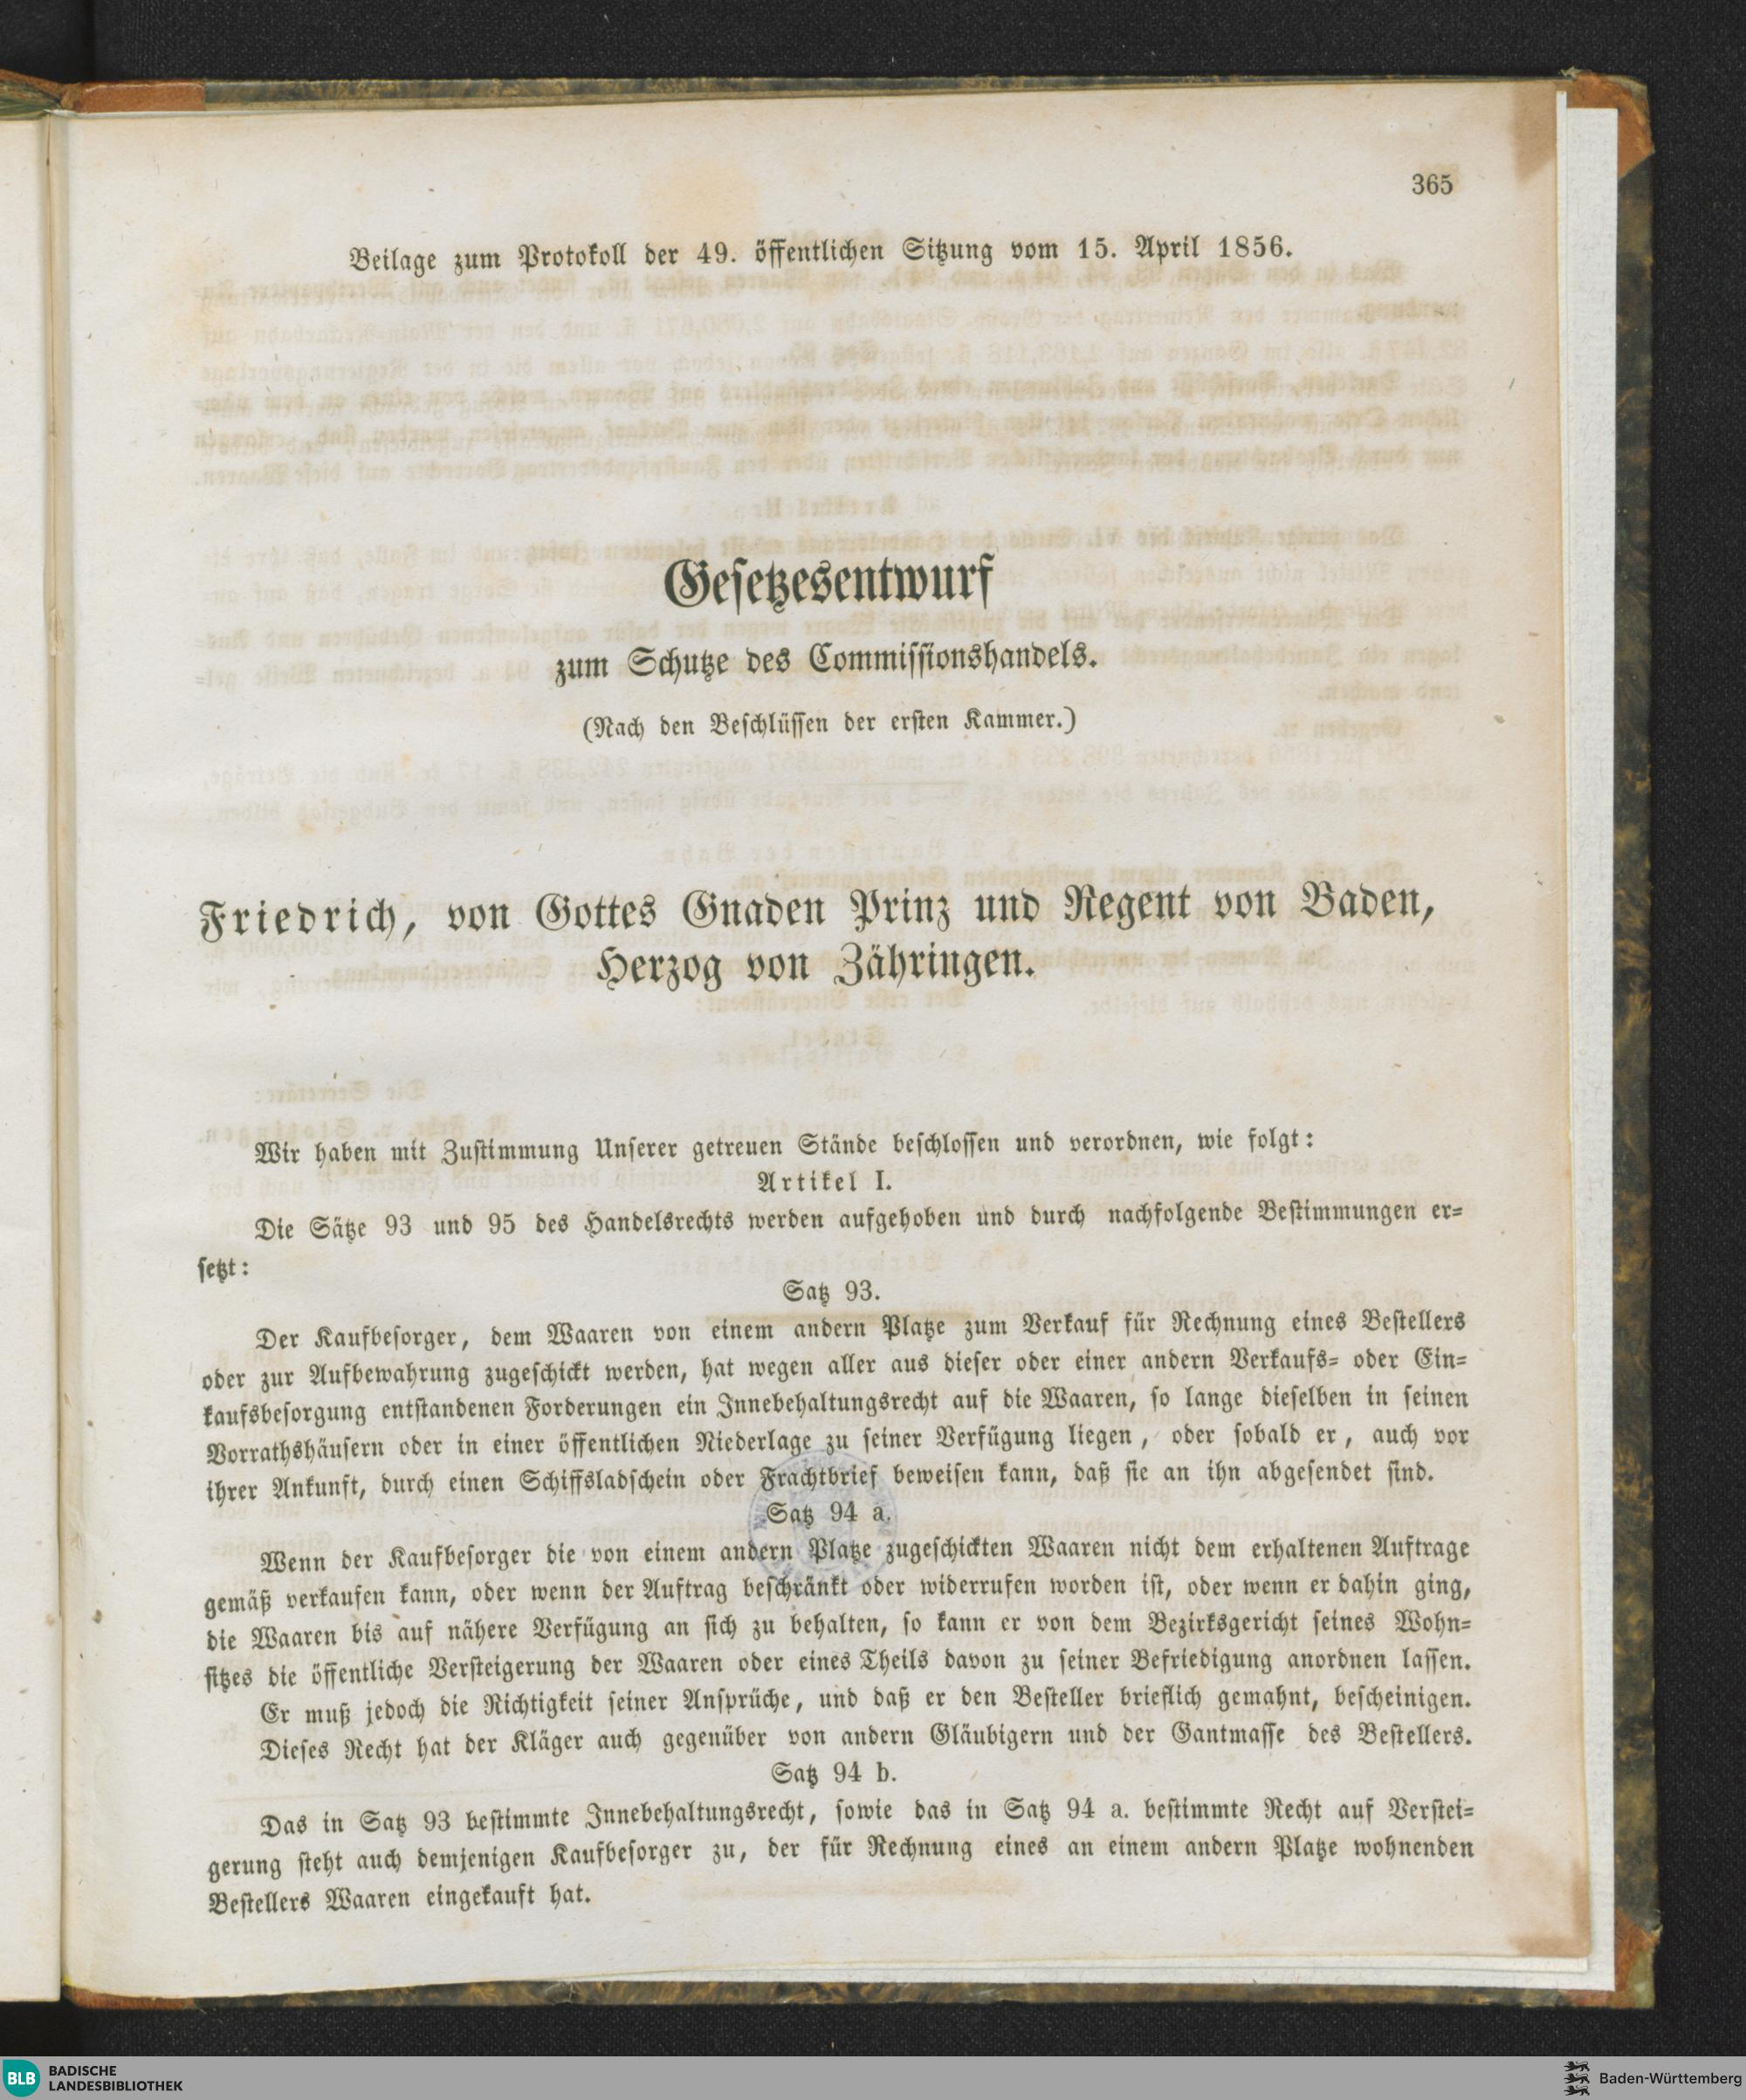 365
Beilage zum Protokoll der 49. öffentlichen Sitzung vom 15. April 1856.
Gesetzesentwurf
zum Schutze des Commissionshandels.
(Nach den Beschlüssen der ersten Kammer.)
Friedrich, von Gottes Gnaden Prinz und Regent von Baden,
Herzog von Zähringen.
Wir haben mit Zustimmung Unserer getreuen Stände beschlossen und verordnen, wie folgt:
Artikel I.
Die Sätze 93 und 95 des Handelsrechts werden aufgehoben und durch nachfolgende Bestimmungen er-
setzt:
Satz 93.
Der Kaufbesorger, dem Waaren von einem andern Platze zum Verkauf für Rechnung eines Bestellers
oder zur Aufbewahrung zugeschickt werden, hat wegen aller aus dieser oder einer andern Verkaufs- oder Ein-
kaufsbesorgung entstandenen Forderungen ein Innebehaltungsrecht auf die Waaren, so lange dieselben in seinen
Vorrathshäusern oder in einer öffentlichen Niederlage zu seiner Verfügung liegen, oder sobald er, auch vor
ihrer Ankunft, durch einen Schiffsladschein oder Frachtbrief beweisen kann, daß sie an ihn abgesendet sind.
Satz 94 a.
Wenn der Kaufbesorger die von einem andern Platze zugeschickten Waaren nicht dem erhaltenen Auftrage
gemäß verkaufen kann, oder wenn der Auftrag beschränkt oder widerrufen worden ist, oder wenn er dahin ging,
die Waaren bis auf nähere Verfügung an sich zu behalten, so kann er von dem Bezirksgericht seines Wohn-
sitzes die öffentliche Versteigerung der Waaren oder eines Theils davon zu seiner Befriedigung anordnen lassen.
Er muß jedoch die Richtigkeit seiner Ansprüche, und daß er den Besteller brieflich gemahnt, bescheinigen.
Dieses Recht hat der Kläger auch gegenüber von andern Gläubigern und der Gantmasse des Bestellers.
Satz 94 b.
Das in Satz 93 bestimmte Innebehaltungsrecht, sowie das in Satz 94 a. bestimmte Recht auf Verstei-
gerung steht auch demjenigen Kaufbesorger zu, der für Rechnung eines an einem andern Platze wohnenden
Bestellers Waaren eingekauft hat.
BLB BADISCHE
LANDESBIBLIOTHEK
Baden-Württemberg